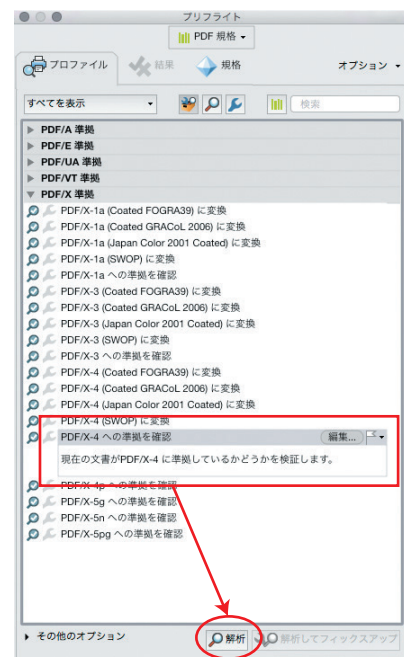 プリフライト
PDF 規格
プロファイル 結果 規格 オプション
すべてを表示 検索
PDF/A 準拠
PDF/E 準拠
PDF/UA 準拠
PDF/VT 準拠
PDF/X 準拠
PDF/X-1a (Coated FOGRA39) に変換
PDF/X-1a (Coated GRACoL 2006) に変換
PDF/X-1a (Japan Color 2001 Coated) に変換
PDF/X-1a (SWOP) に変換
PDF/X-1a への準拠を確認
PDF/X-3 (Coated FOGRA39) に変換
PDF/X-3 (Coated GRACoL 2006) に変換
PDF/X-3 (Japan Color 2001 Coated) に変換
PDF/X-3 (SWOP) に変換
PDF/X-3 への準拠を確認
PDF/X-4 (Coated FOGRA39) に変換
PDF/X-4 (Coated GRACoL 2006) に変換
PDF/X-4 (Japan Color 2001 Coated) に変換
PDF/X-4 (SWOP) に変換
PDF/X-4 への準拠を確認 編集...
現在の文書がPDF/X-4 に準拠しているかどうかを検証します。
PDF/X-4p への準拠を確認
PDF/X-5g への準拠を確認
PDF/X-5n への準拠を確認
PDF/X-5pg への準拠を確認
その他のオプション 解析 解析してフィックスアップ